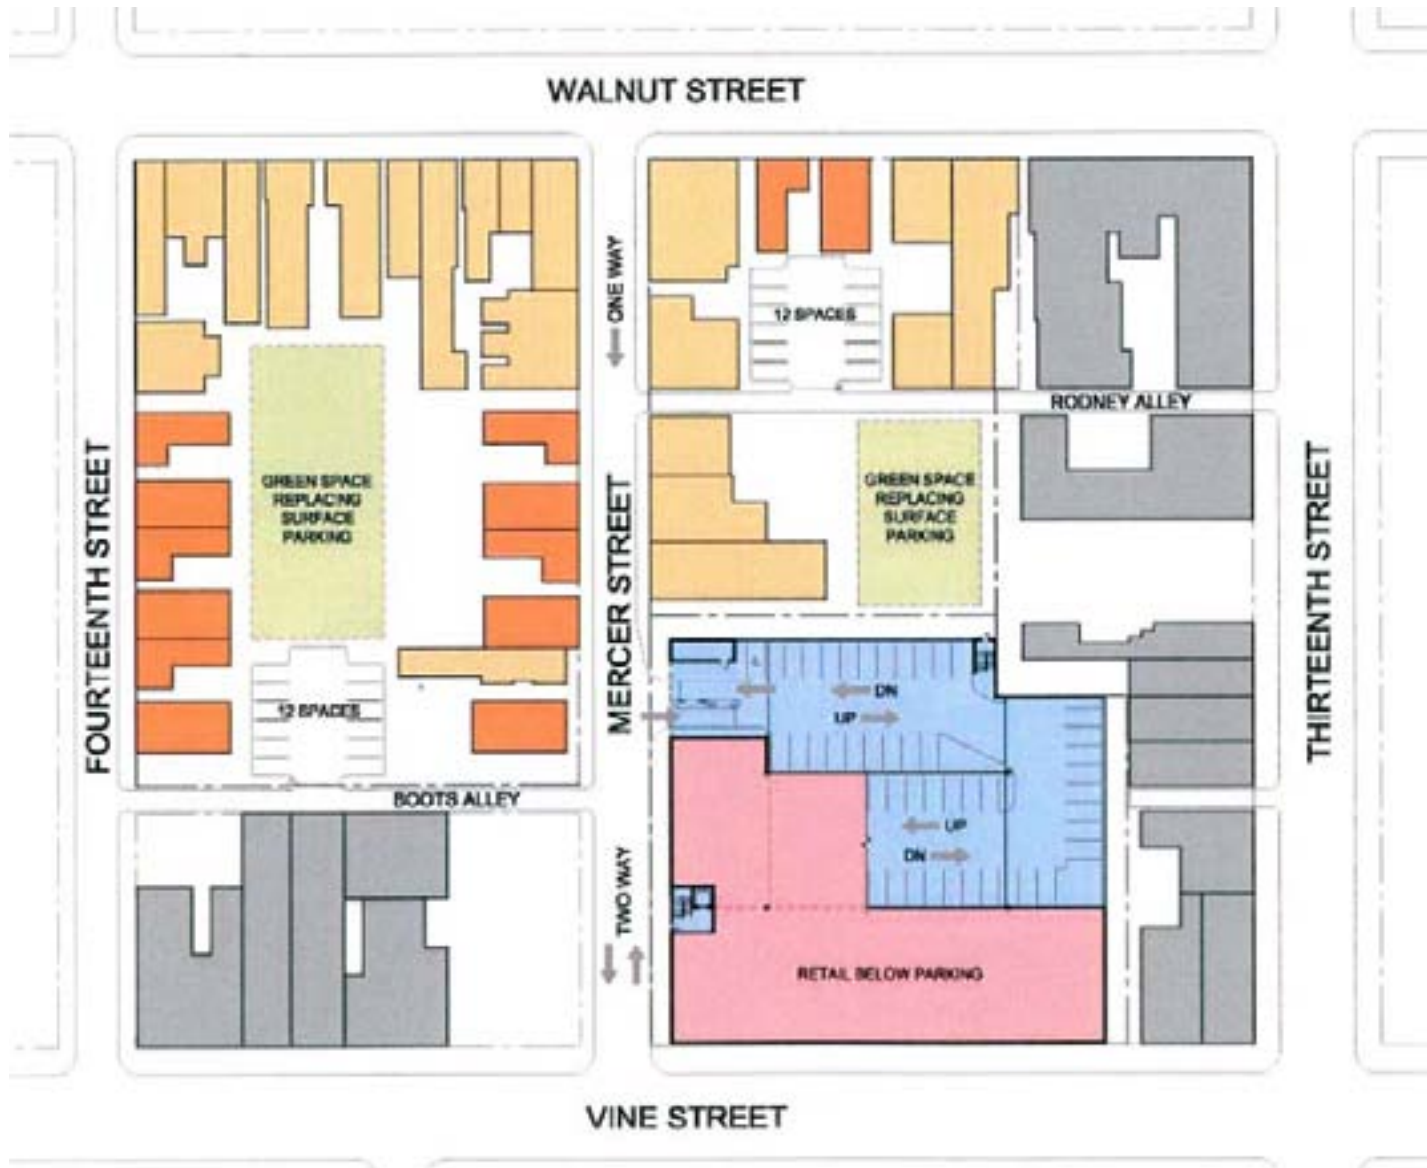 WALNUT STREET
ONE WAY
12 SPACES
RODNEY ALLEY
FOURTEENTH STREET
GREEN SPACE
REPLACING
SURFACE
PARKING
MERCER STREET
GREEN SPACE
REPLACING
SURFACE
PARKING
THIRTEENTH STREET
12 SPACES
DN
UP
BOOTS ALLEY
UP
DN
TWO WAY
RETAIL BELOW PARKING
VINE STREET